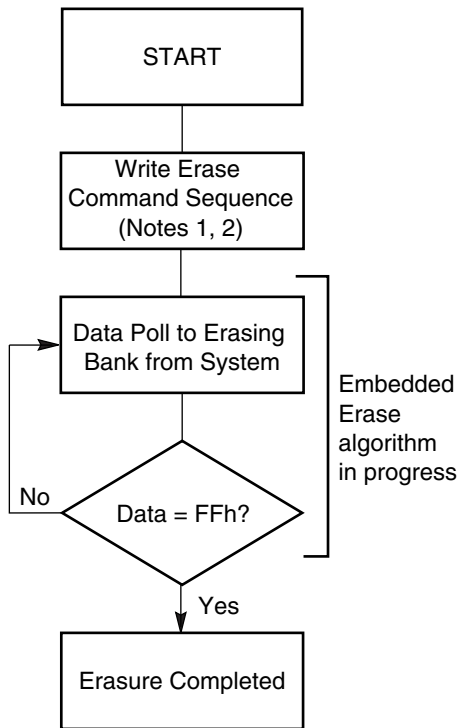 START
Write Erase
Command Sequence
(Notes 1, 2)
Data Poll to Erasing
Bank from System
Embedded
Erase
algorithm
in progress
No
Data = FFh?
Yes
Erasure Completed